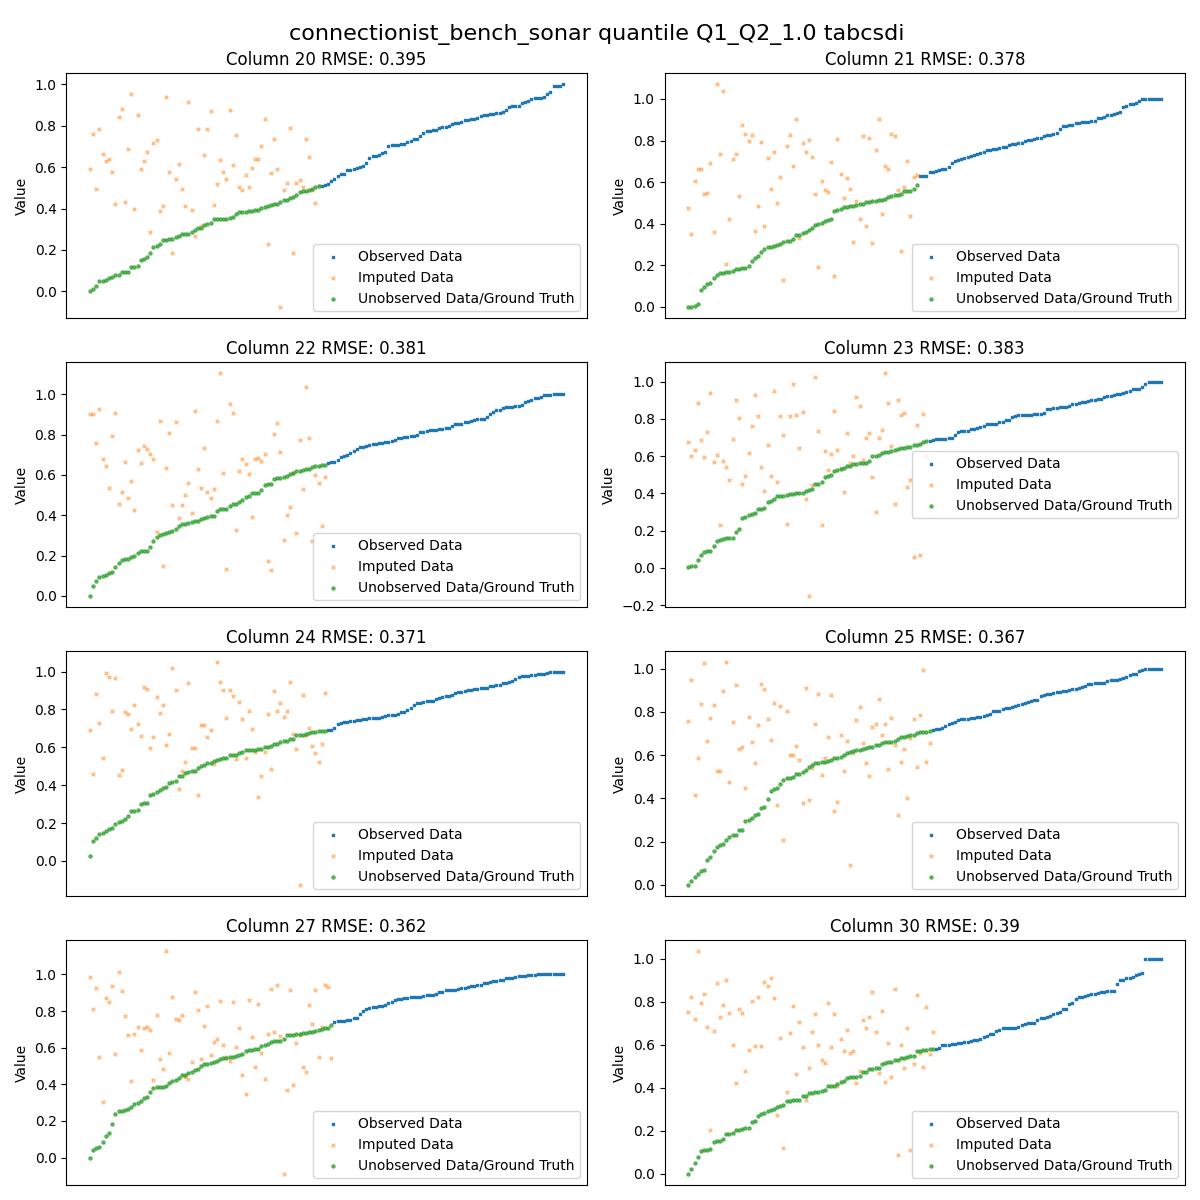 connectionist_bench_sonar quantile Q1_Q2_1.0 tabcsdi
Column 20 RMSE: 0.395
Value
1.0
0.8
0.6
0.4
0.2
0.0
Observed Data
Imputed Data
Unobserved Data/Ground Truth
Column 21 RMSE: 0.378
Value
1.0
0.8
0.6
0.4
0.2
0.0
Observed Data
Imputed Data
Unobserved Data/Ground Truth
Column 22 RMSE: 0.381
Value
1.0
0.8
0.6
0.4
0.2
0.0
Observed Data
Imputed Data
Unobserved Data/Ground Truth
Column 23 RMSE: 0.383
Value
1.0
0.8
0.6
0.4
0.2
0.0
−0.2
Observed Data
Imputed Data
Unobserved Data/Ground Truth
Column 24 RMSE: 0.371
Value
1.0
0.8
0.6
0.4
0.2
0.0
Observed Data
Imputed Data
Unobserved Data/Ground Truth
Column 25 RMSE: 0.367
Value
1.0
0.8
0.6
0.4
0.2
0.0
Observed Data
Imputed Data
Unobserved Data/Ground Truth
Column 27 RMSE: 0.362
Value
1.0
0.8
0.6
0.4
0.2
0.0
Observed Data
Imputed Data
Unobserved Data/Ground Truth
Column 30 RMSE: 0.39
Value
1.0
0.8
0.6
0.4
0.2
0.0
Observed Data
Imputed Data
Unobserved Data/Ground Truth